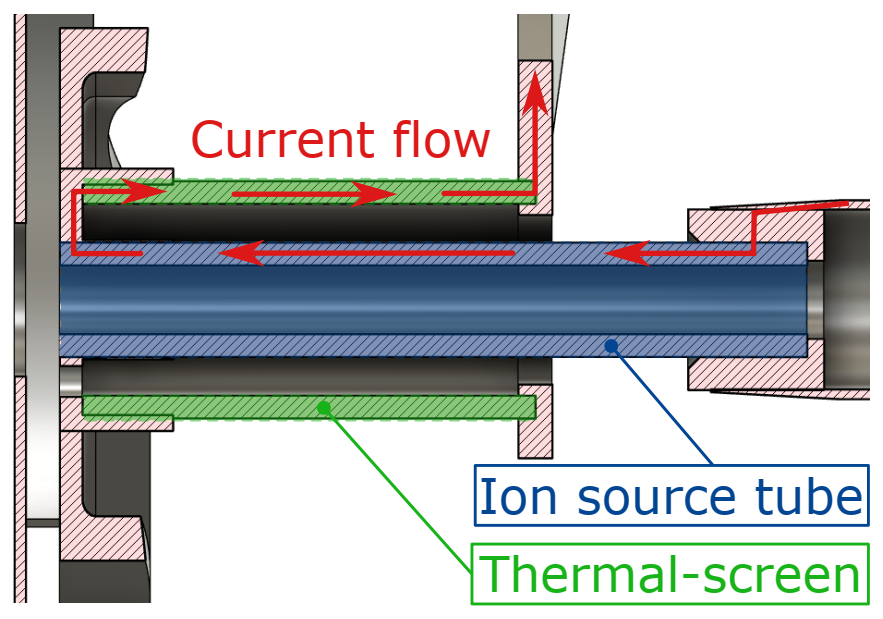 Current flow
Ion source tube
Thermal-screen